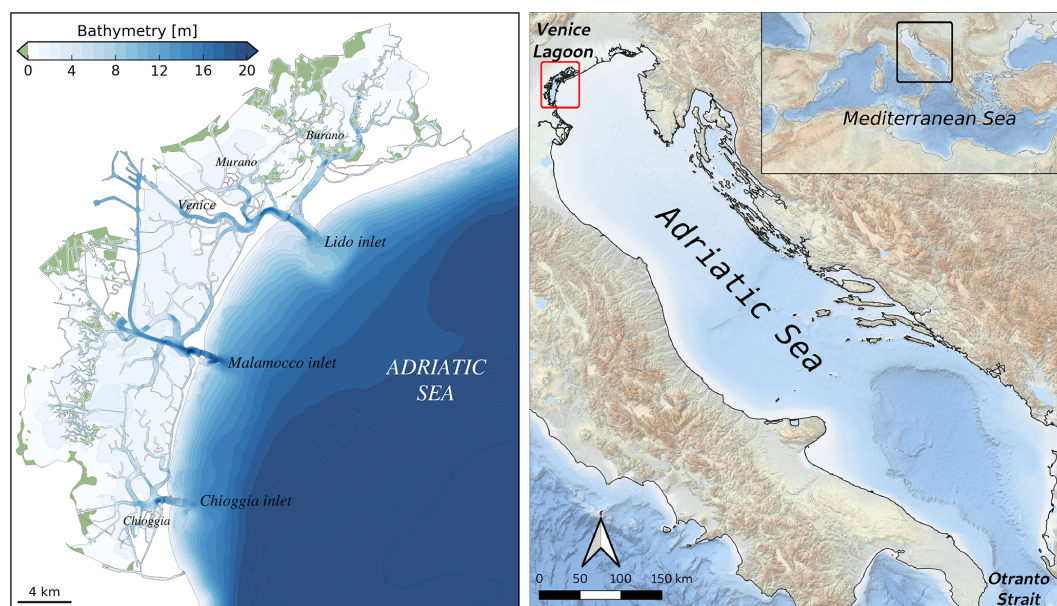 Bathymetry [m]
0 4 8 12 16 20
Burano
Murano
Venice
Lido inlet
Malamocco inlet
ADRIATIC
SEA
Chioggia inlet
Chioggia
4 km
Venice
Lagoon
Mediterranean Sea
Adriatic Sea
0 50 100 150 km
Otranto
Strait